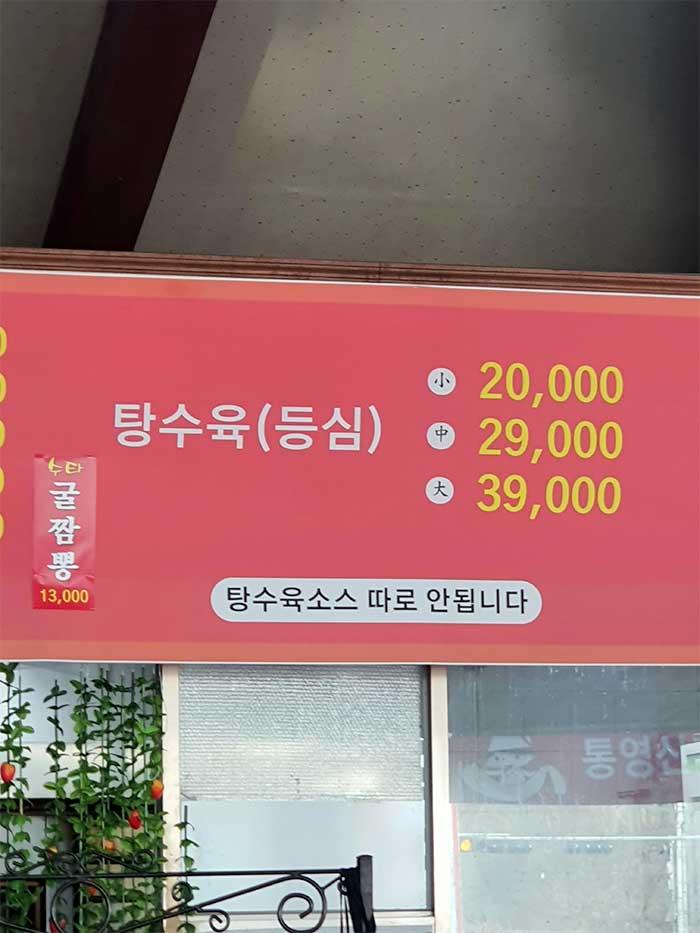 탕수육(등심)
小 20,000
中 29,000
大 39,000
수타
굴짬뽕
13,000
탕수육소스 따로 안됩니다
통영